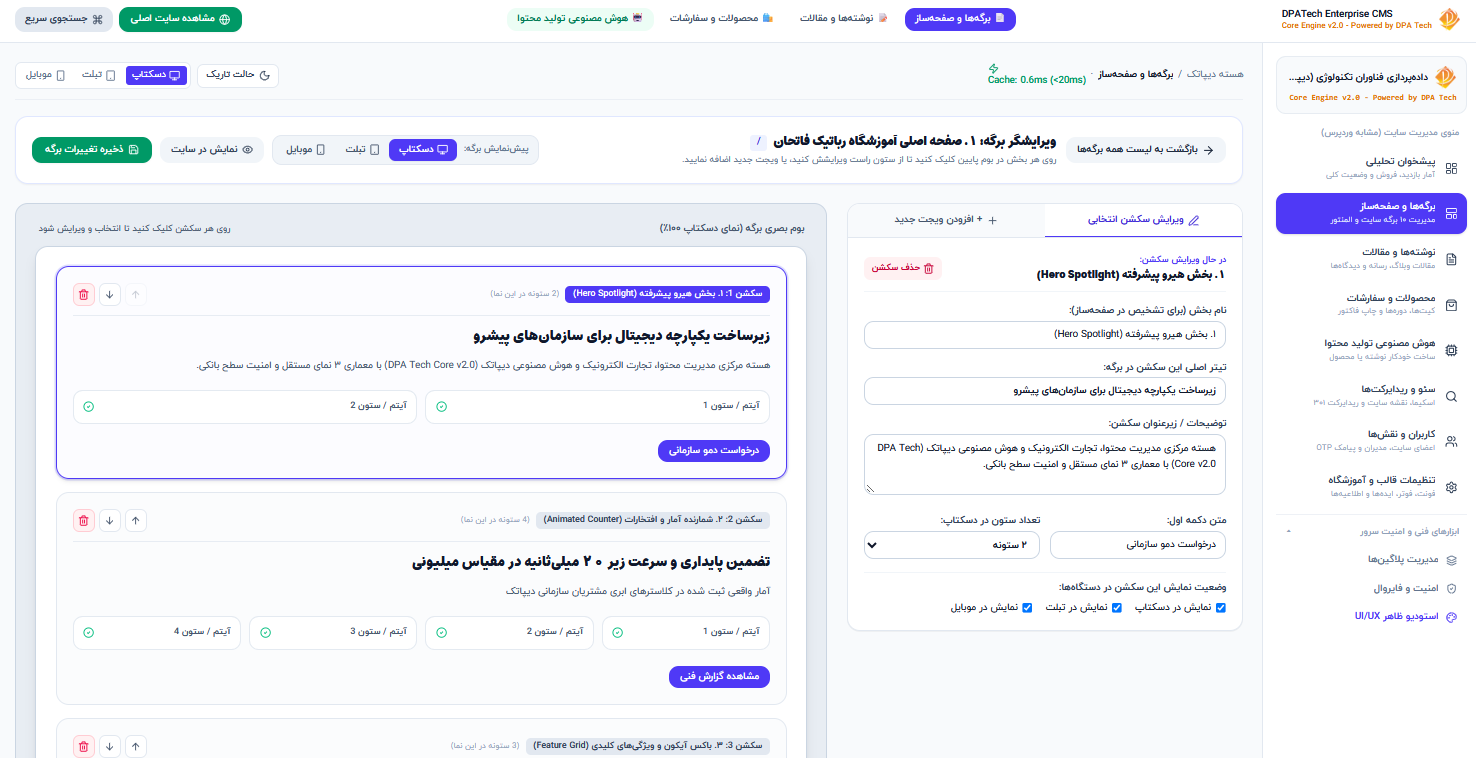 DPATech Enterprise CMS
Core Engine v2.0 - Powered by DPA Tech
برگه‌ها و صفحه‌ساز
نوشته‌ها و مقالات
محصولات و سفارشات
هوش مصنوعی تولید محتوا
مشاهده سایت اصلی
جستجوی سریع
داده‌پردازی فناوران تکنولوژی (دیپ...
Core Engine v2.0 - Powered by DPA Tech
منوی مدیریت سایت (مشابه وردپرس)
پیشخوان تحلیلی
آمار بازدید، فروش و وضعیت کلی
برگه‌ها و صفحه‌ساز
مدیریت ۱۰ برگه سایت و المنتور
نوشته‌ها و مقالات
مقالات وبلاگ، رسانه و دیدگاه‌ها
محصولات و سفارشات
کیت‌ها، دوره‌ها و چاپ فاکتور
هوش مصنوعی تولید محتوا
ساخت خودکار نوشته یا محصول
سئو و ریدایرکت‌ها
اسکیما، نقشه سایت و ریدایرکت ۳۰۱
کاربران و نقش‌ها
اعضای سایت، مدیران و پیامک OTP
تنظیمات قالب و آموزشگاه
فونت، فوتر، ایده‌ها و اطلاعیه‌ها
ابزارهای فنی و امنیت سرور
مدیریت پلاگین‌ها
امنیت و فایروال
استودیو ظاهر UI/UX
هسته دیپاتک / برگه‌ها و صفحه‌ساز ·
Cache: 0.6ms (<20ms)
حالت تاریک
دسکتاپ
تبلت
موبایل
بازگشت به لیست همه برگه‌ها
ویرایشگر برگه: ۱. صفحه اصلی آموزشگاه رباتیک فاتحان /
روی هر بخش در بوم پایین کلیک کنید تا از ستون راست ویرایشش کنید، یا ویجت جدید اضافه نمایید.
پیش‌نمایش برگه:
دسکتاپ
تبلت
موبایل
نمایش در سایت
ذخیره تغییرات برگه
ویرایش سکشن انتخابی
+ افزودن ویجت جدید
در حال ویرایش سکشن:
۱. بخش هیرو پیشرفته (Hero Spotlight)
حذف سکشن
نام بخش (برای تشخیص در صفحه‌ساز):
۱. بخش هیرو پیشرفته (Hero Spotlight)
تیتر اصلی این سکشن در برگه:
زیرساخت یکپارچه دیجیتال برای سازمان‌های پیشرو
توضیحات / زیرعنوان سکشن:
هسته مرکزی مدیریت محتوا، تجارت الکترونیک و هوش مصنوعی دیپاتک (DPA Tech
Core v2.0) با معماری ۳ نمای مستقل و امنیت سطح بانکی.
متن دکمه اول:
درخواست دمو سازمانی
تعداد ستون در دسکتاپ:
۲ ستونه
وضعیت نمایش این سکشن در دستگاه‌ها:
نمایش در دسکتاپ
نمایش در تبلت
نمایش در موبایل
بوم بصری برگه (نمای دسکتاپ ۱۰۰٪)
روی هر سکشن کلیک کنید تا انتخاب و ویرایش شود
سکشن 1: ۱. بخش هیرو پیشرفته (Hero Spotlight)
(2 ستونه در این نما)
زیرساخت یکپارچه دیجیتال برای سازمان‌های پیشرو
هسته مرکزی مدیریت محتوا، تجارت الکترونیک و هوش مصنوعی دیپاتک (DPA Tech Core v2.0) با معماری ۳ نمای مستقل و امنیت سطح بانکی.
آیتم / ستون 1
آیتم / ستون 2
درخواست دمو سازمانی
سکشن 2: ۲. شمارنده آمار و افتخارات (Animated Counter)
(4 ستونه در این نما)
تضمین پایداری و سرعت زیر ۲۰ میلی‌ثانیه در مقیاس میلیونی
آمار واقعی ثبت شده در کلاسترهای ابری مشتریان سازمانی دیپاتک
آیتم / ستون 1
آیتم / ستون 2
آیتم / ستون 3
آیتم / ستون 4
مشاهده گزارش فنی
سکشن 3: ۳. باکس آیکون و ویژگی‌های کلیدی (Feature Grid)
(3 ستونه در این نما)